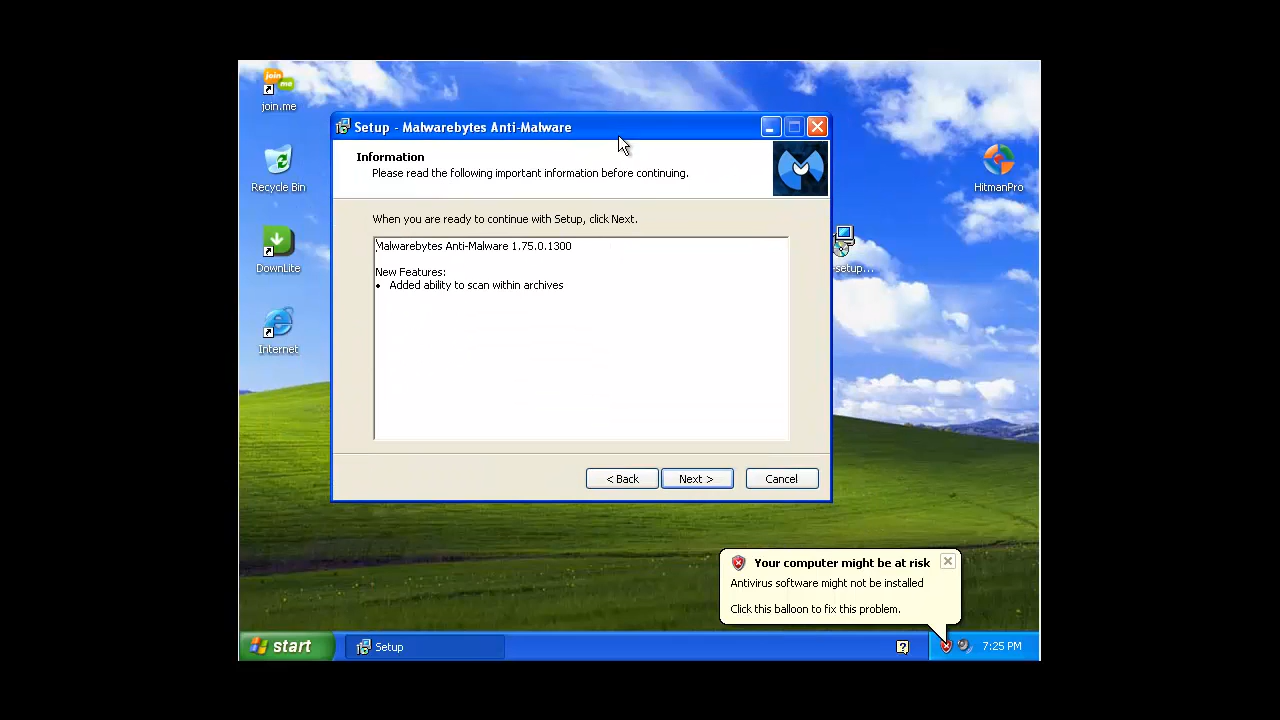 join.me
Recycle Bin
DownLite
Internet
Setup - Malwarebytes Anti-Malware
Information
Please read the following important information before continuing.
When you are ready to continue with Setup, click Next.
Malwarebytes Anti-Malware 1.75.0.1300
New Features:
• Added ability to scan within archives
< Back
Next >
Cancel
HitmanPro
-setup...
Your computer might be at risk
Antivirus software might not be installed
Click this balloon to fix this problem.
start
Setup
7:25 PM